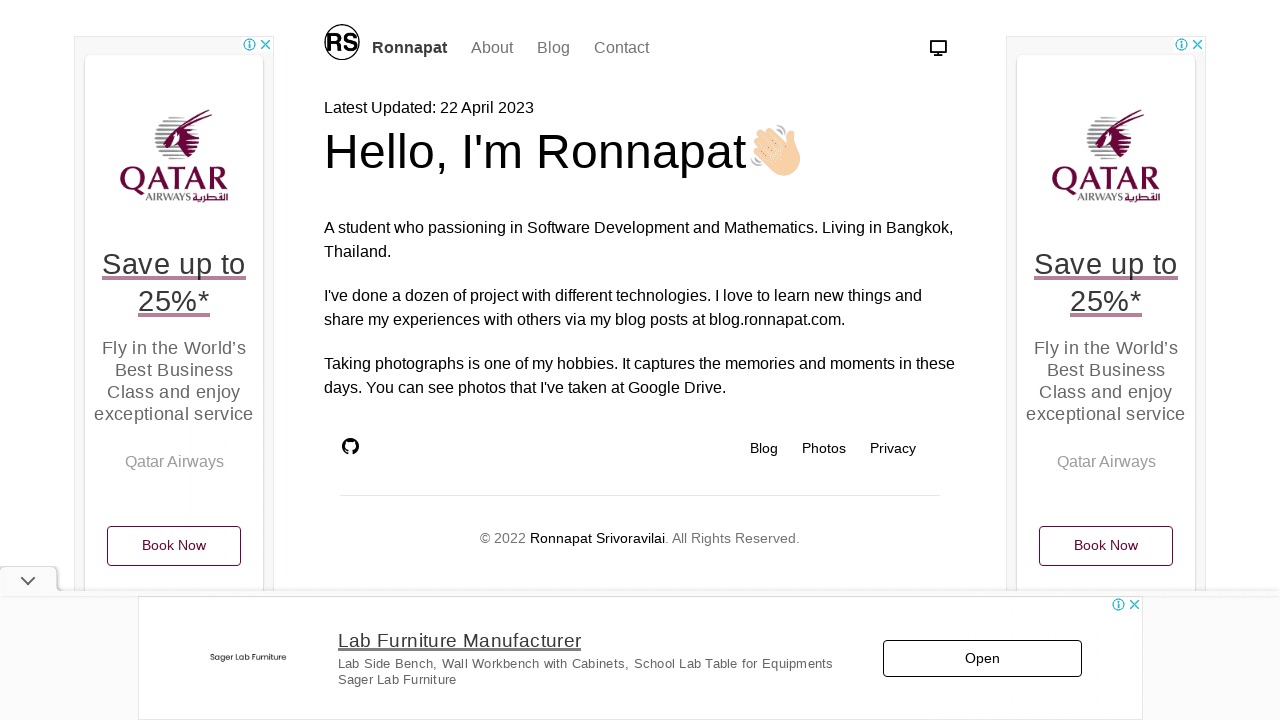 RS
Ronnapat About Blog Contact
Latest Updated: 22 April 2023
Hello, I'm Ronnapat
A student who passioning in Software Development and Mathematics. Living in Bangkok,
Thailand.
I've done a dozen of project with different technologies. I love to learn new things and
share my experiences with others via my blog posts at blog.ronnapat.com.
Taking photographs is one of my hobbies. It captures the memories and moments in these
days. You can see photos that I've taken at Google Drive.
Blog Photos Privacy
© 2022 Ronnapat Srivoravilai. All Rights Reserved.
QATAR
AIRWAYS القطرية
Save up to
25%*
Fly in the World’s
Best Business
Class and enjoy
exceptional service
Qatar Airways
Book Now
QATAR
AIRWAYS القطرية
Save up to
25%*
Fly in the World’s
Best Business
Class and enjoy
exceptional service
Qatar Airways
Book Now
Sager Lab Furniture
Lab Furniture Manufacturer
Lab Side Bench, Wall Workbench with Cabinets, School Lab Table for Equipments
Sager Lab Furniture
Open